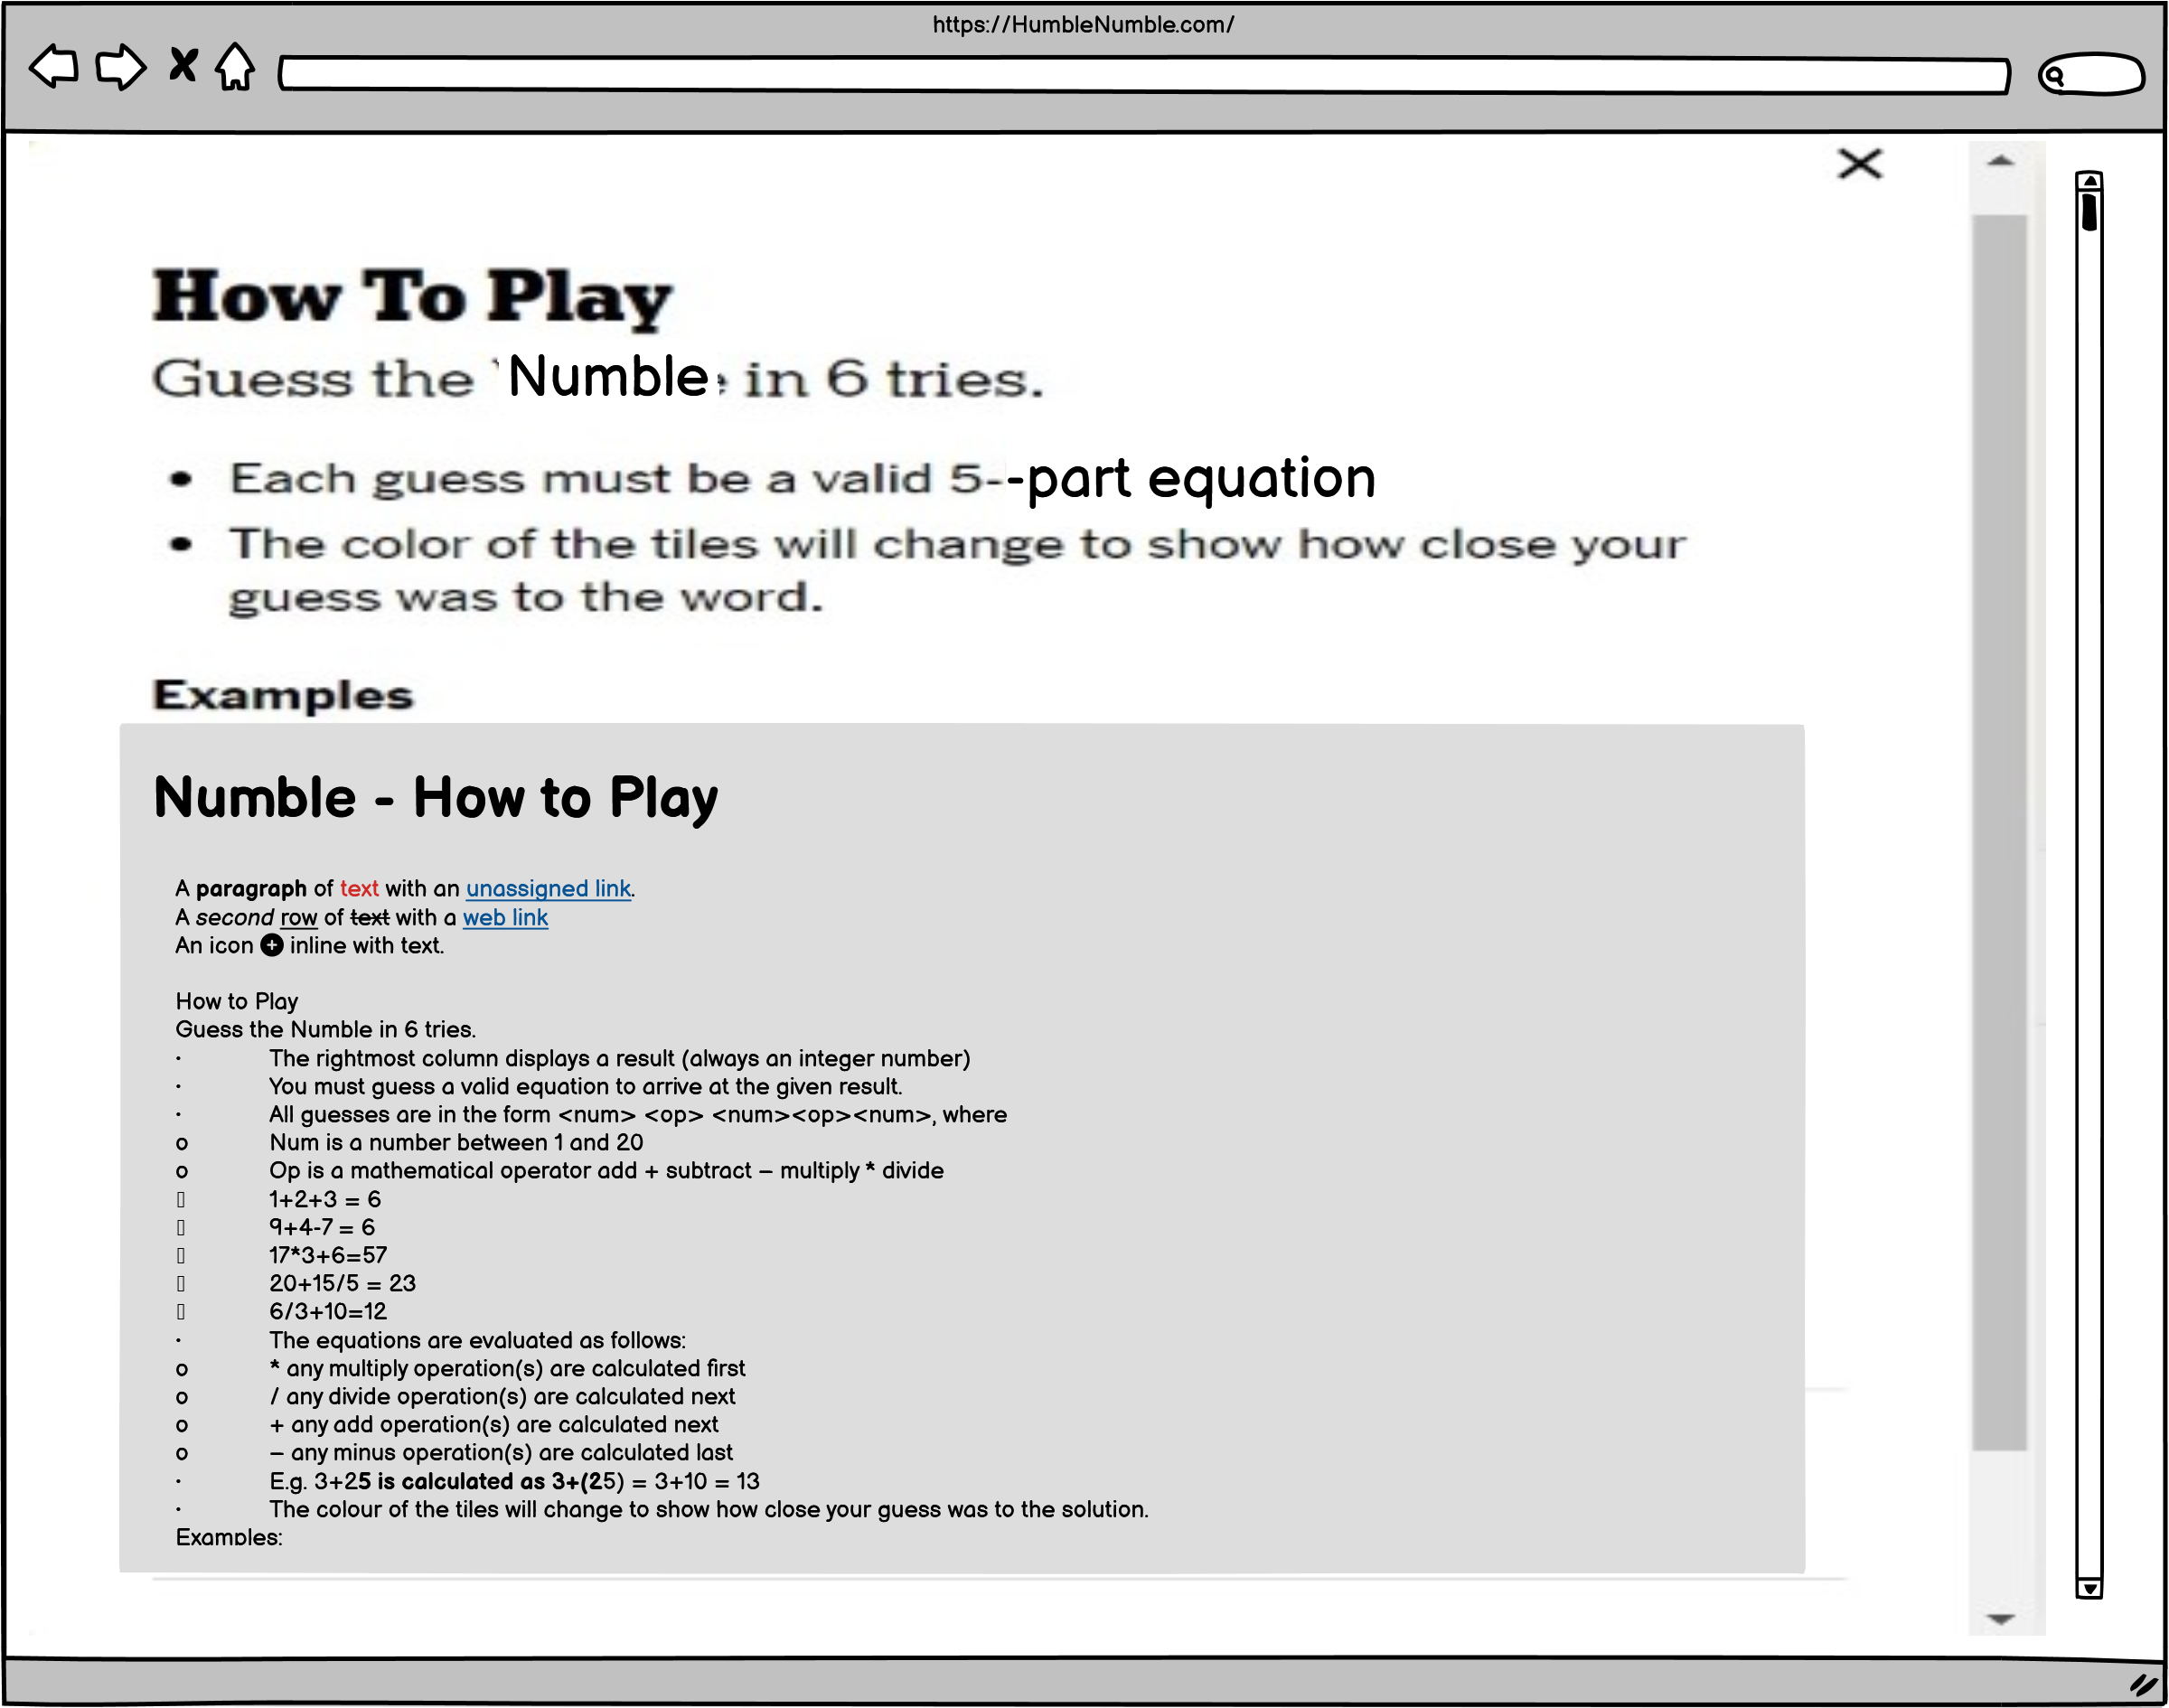 https://HumbleNumble.com/
How To Play
Guess the Numble in 6 tries.
• Each guess must be a valid 5--part equation
• The color of the tiles will change to show how close your
guess was to the word.
Examples
Numble - How to Play
A paragraph of text with an unassigned link.
A second row of text with a web link
An icon + inline with text.
How to Play
Guess the Numble in 6 tries.
· The rightmost column displays a result (always an integer number)
· You must guess a valid equation to arrive at the given result.
· All guesses are in the form <num> <op> <num><op><num>, where
o Num is a number between 1 and 20
o Op is a mathematical operator add + subtract – multiply * divide
▯ 1+2+3 = 6
▯ 9+4-7 = 6
▯ 17*3+6=57
▯ 20+15/5 = 23
▯ 6/3+10=12
· The equations are evaluated as follows:
o * any multiply operation(s) are calculated first
o / any divide operation(s) are calculated next
o + any add operation(s) are calculated next
o – any minus operation(s) are calculated last
· E.g. 3+25 is calculated as 3+(25) = 3+10 = 13
· The colour of the tiles will change to show how close your guess was to the solution.
Examples: